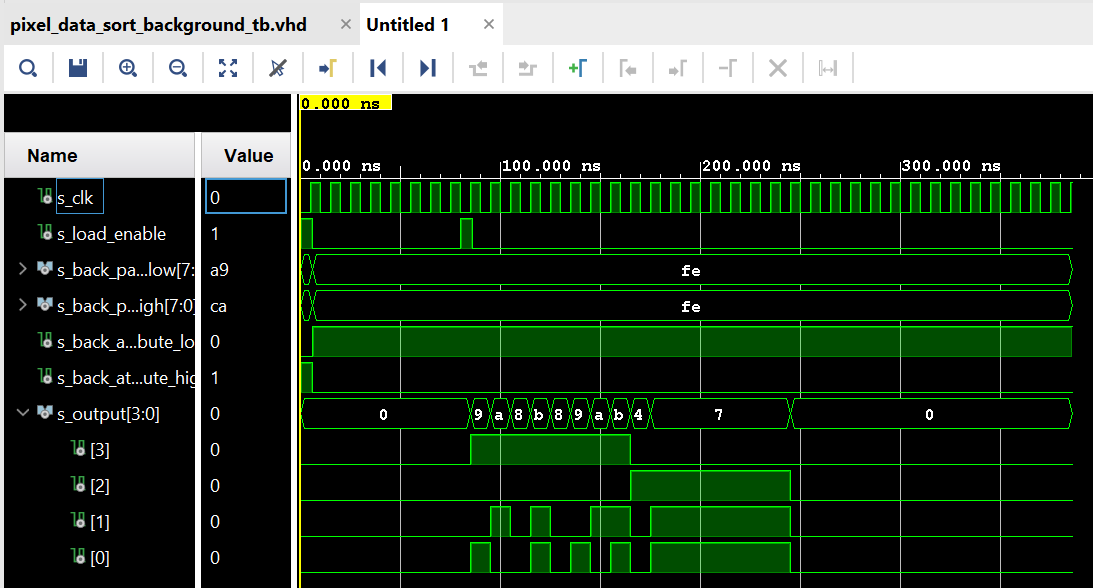 pixel_data_sort_background_tb.vhd × Untitled 1 ×
0.000 ns
Name Value
0.000 ns 100.000 ns 200.000 ns 300.000 ns
s_clk 0
s_load_enable 1
s_back_pa...low[7: a9 fe
s_back_p...igh[7:0] ca fe
s_back_a...bute_lo 0
s_back_at...ute_hig 1
s_output[3:0] 0 0 9 a 8 b 8 9 a b 4 7 0
[3] 0
[2] 0
[1] 0
[0] 0